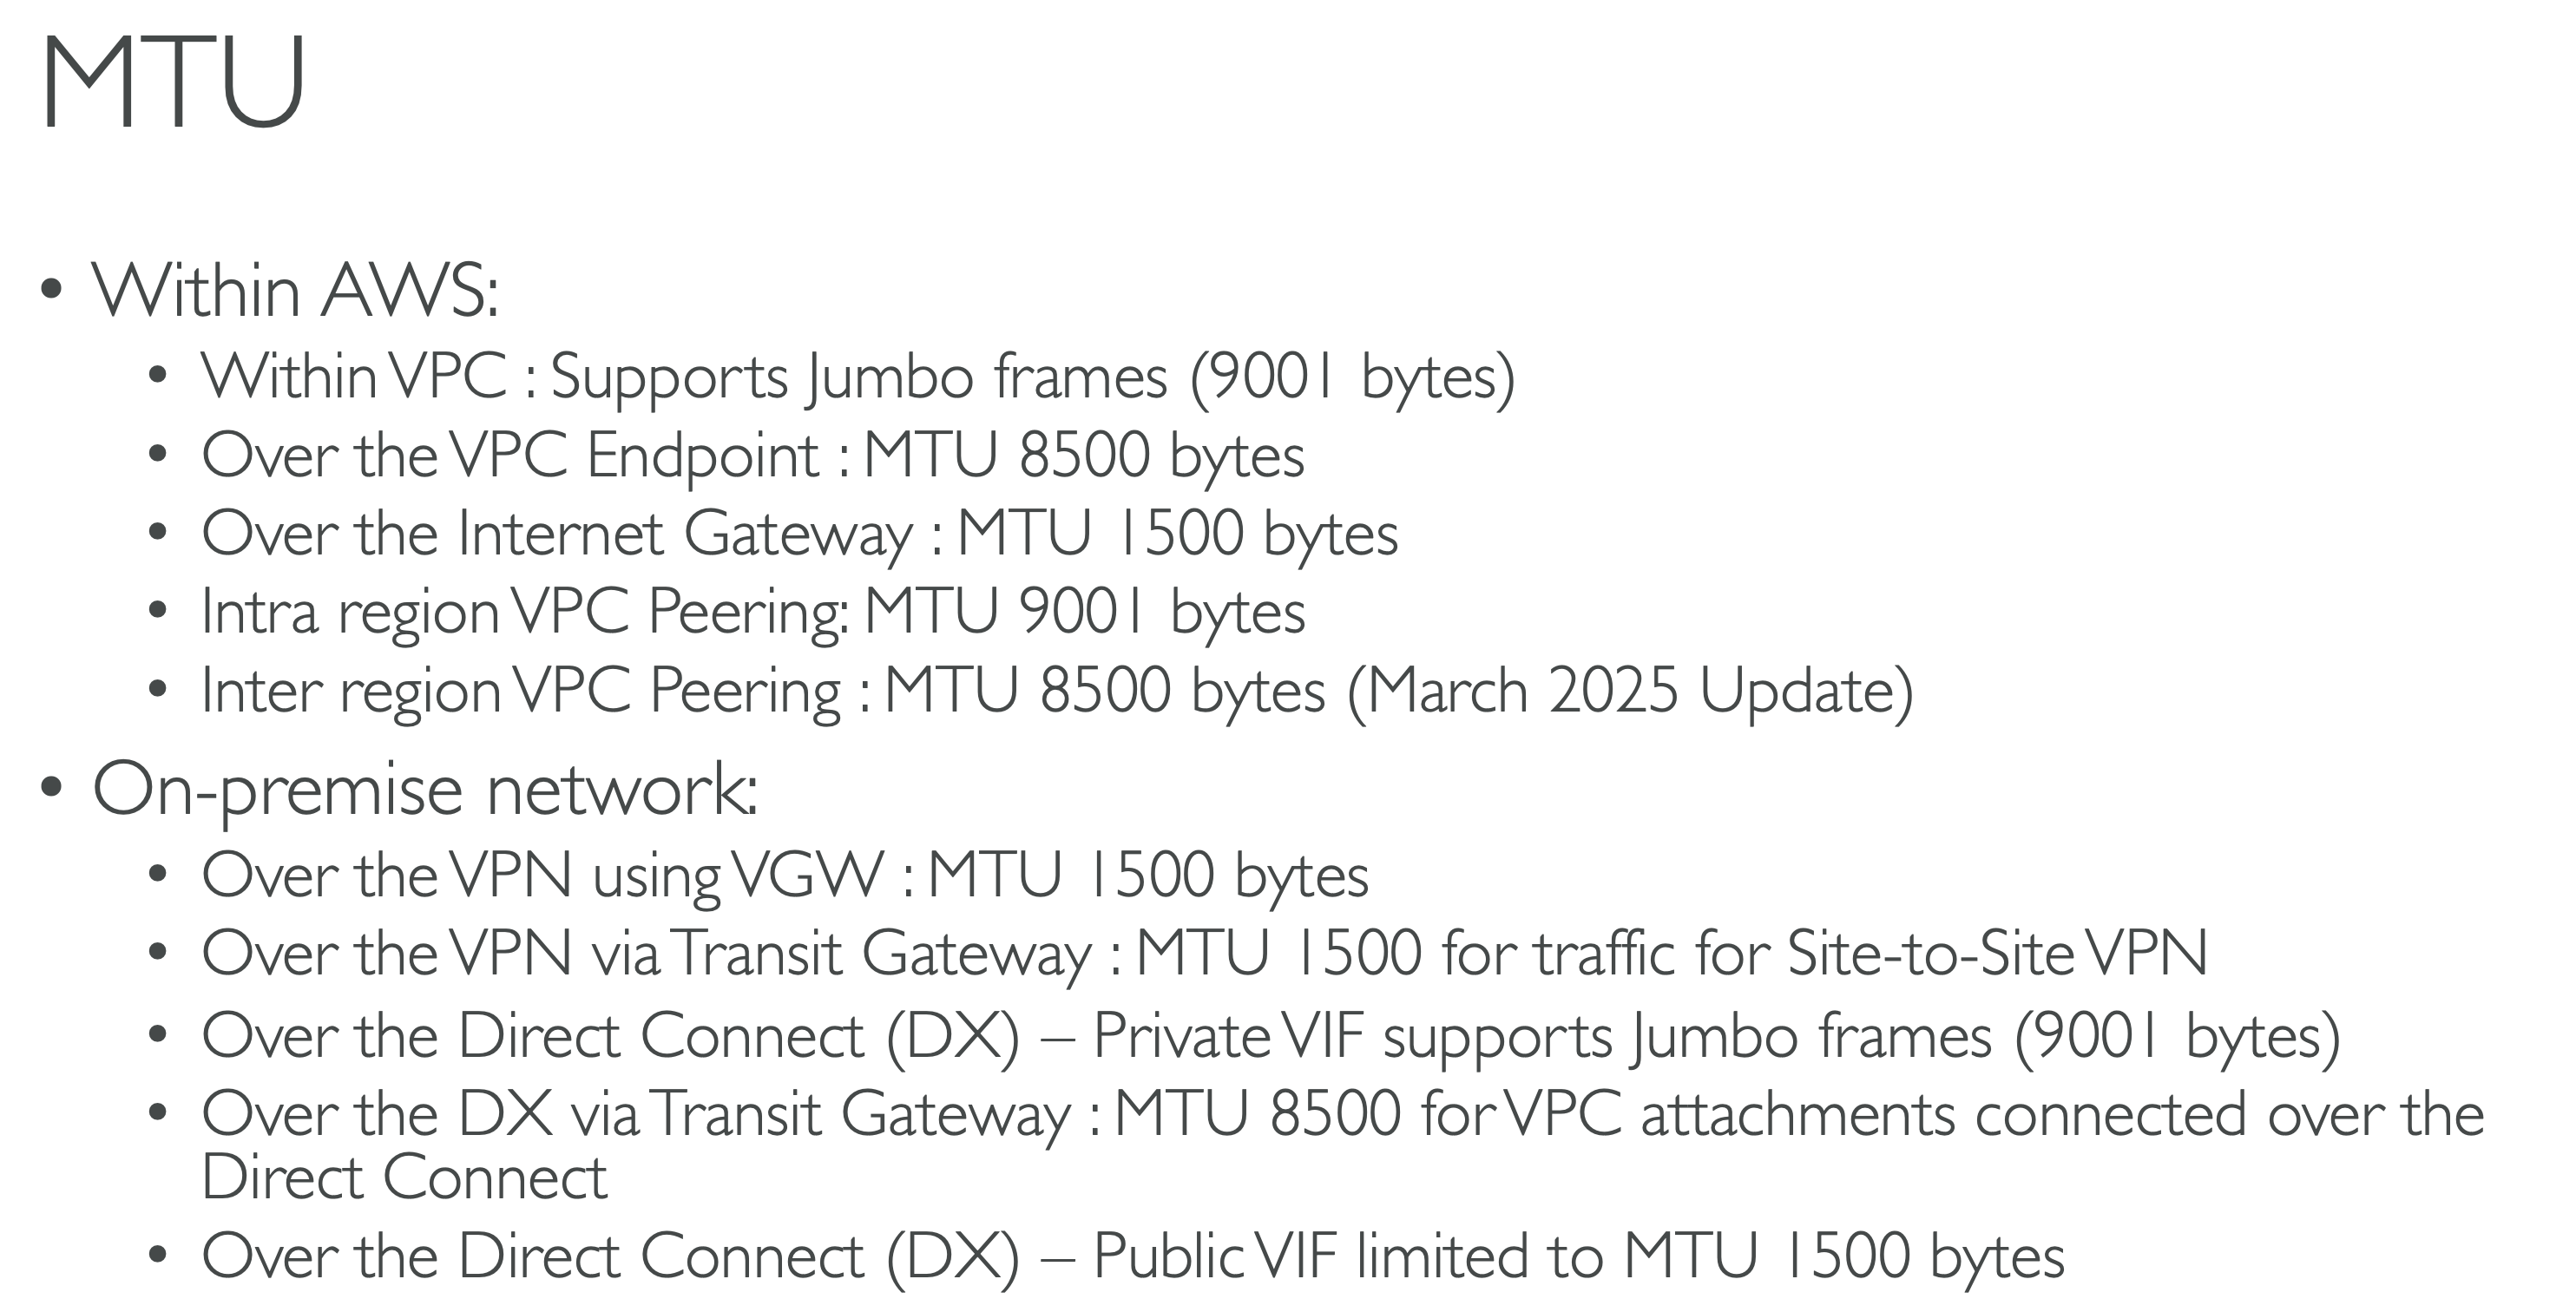 MTU
• Within AWS:
• Within VPC : Supports Jumbo frames (9001 bytes)
• Over the VPC Endpoint : MTU 8500 bytes
• Over the Internet Gateway : MTU 1500 bytes
• Intra region VPC Peering: MTU 9001 bytes
• Inter region VPC Peering : MTU 8500 bytes (March 2025 Update)
• On-premise network:
• Over the VPN using VGW : MTU 1500 bytes
• Over the VPN via Transit Gateway : MTU 1500 for traffic for Site-to-Site VPN
• Over the Direct Connect (DX) – Private VIF supports Jumbo frames (9001 bytes)
• Over the DX via Transit Gateway : MTU 8500 for VPC attachments connected over the
Direct Connect
• Over the Direct Connect (DX) – Public VIF limited to MTU 1500 bytes